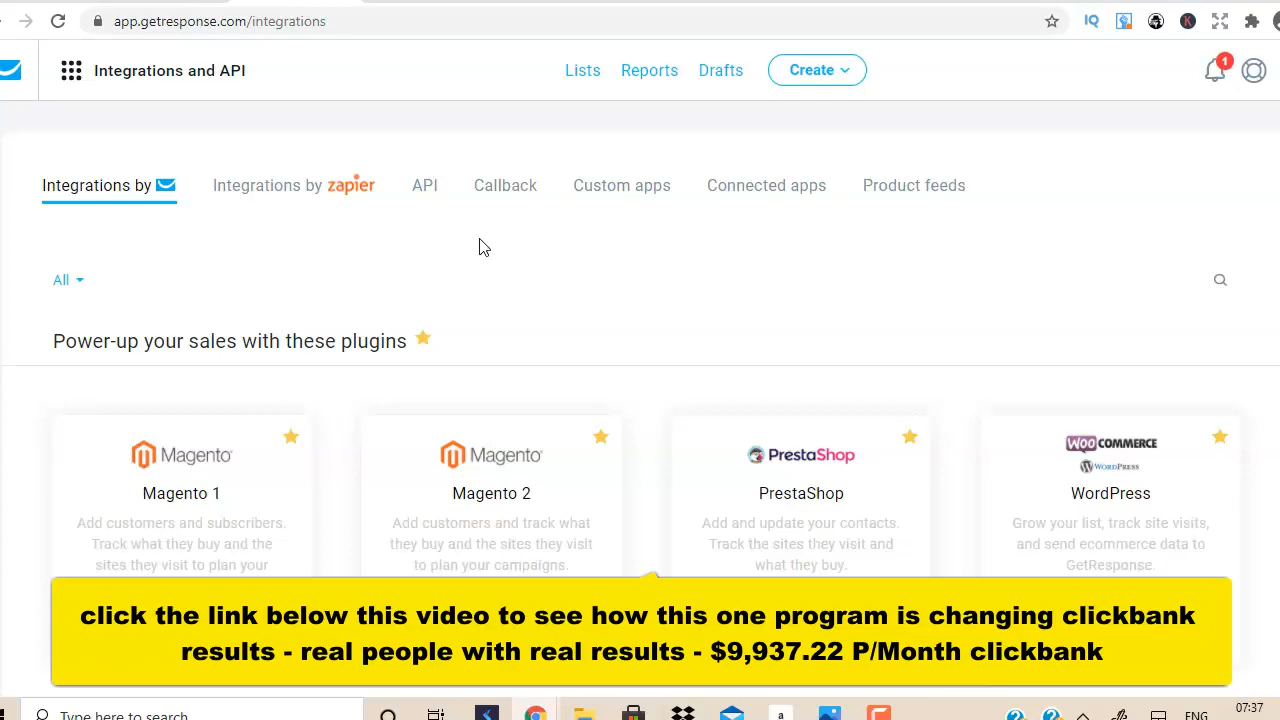 app.getresponse.com/integrations
IQ
K
Integrations and API
Lists
Reports
Drafts
Create
1
Integrations by
Integrations by zapier
API
Callback
Custom apps
Connected apps
Product feeds
All
Power-up your sales with these plugins
Magento
Magento 1
Add customers and subscribers.
Track what they buy and the
sites they visit to plan your
Magento
Magento 2
Add customers and track what
they buy and the sites they visit
to plan your campaigns.
PrestaShop
PrestaShop
Add and update your contacts.
Track the sites they visit and
what they buy.
WOO COMMERCE
WORDPRESS
WordPress
Grow your list, track site visits,
and send ecommerce data to
GetResponse.
click the link below this video to see how this one program is changing clickbank
results - real people with real results - $9,937.22 P/Month clickbank
Type here to search
a
ENG
07:37